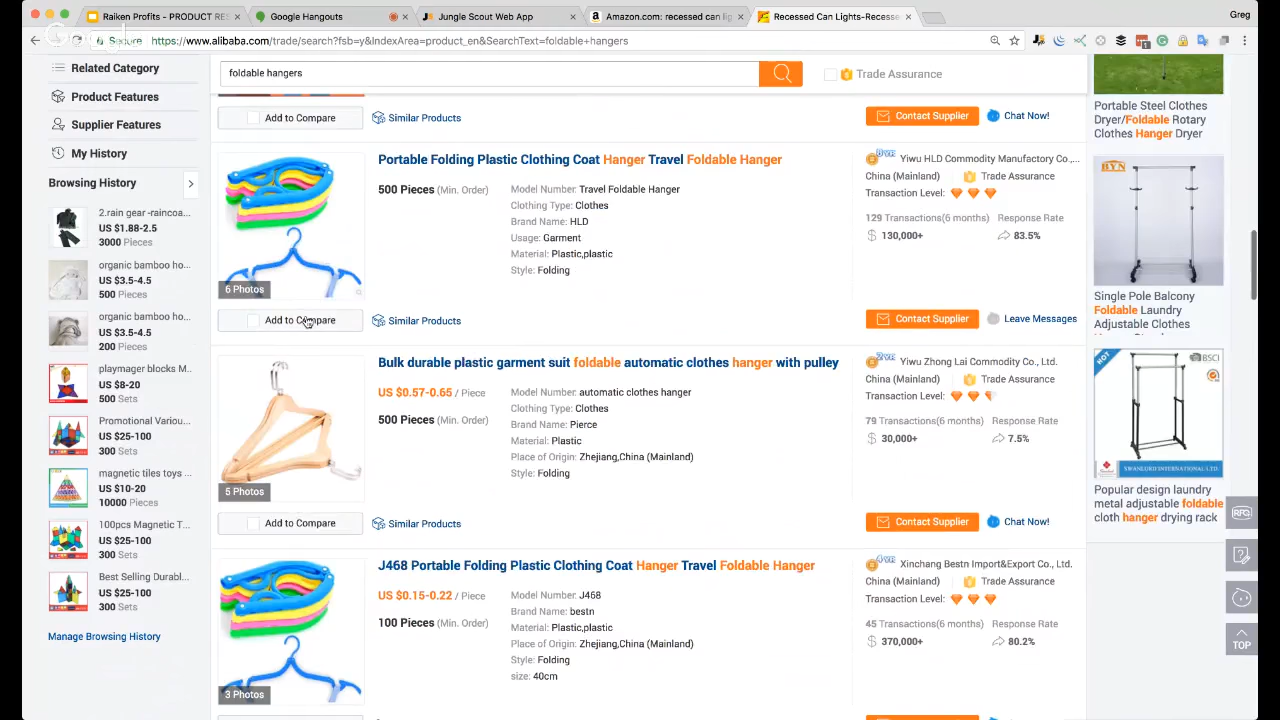 Raiken Profits - PRODUCT RES
Google Hangouts
Jungle Scout Web App
Amazon.com: recessed can lig
Recessed Can Lights-Recesse
Greg
Secure
https://www.alibaba.com/trade/search?fsb=y&IndexArea=product_en&SearchText=foldable+hangers
foldable hangers
Trade Assurance
Related Category
Product Features
Supplier Features
My History
Browsing History
2.rain gear -raincoa...
US $1.88-2.5
3000 Pieces
organic bamboo ho...
US $3.5-4.5
500 Pieces
organic bamboo ho...
US $3.5-4.5
200 Pieces
playmager blocks M...
US $8-20
500 Sets
Promotional Variou...
US $25-100
300 Sets
magnetic tiles toys ...
US $10-20
10000 Pieces
100pcs Magnetic T...
US $25-100
300 Sets
Best Selling Durabl...
US $25-100
300 Sets
Manage Browsing History
Add to Compare
Similar Products
Contact Supplier
Chat Now!
Portable Folding Plastic Clothing Coat Hanger Travel Foldable Hanger
500 Pieces (Min. Order)
Model Number: Travel Foldable Hanger
Clothing Type: Clothes
Brand Name: HLD
Usage: Garment
Material: Plastic,plastic
Style: Folding
6 Photos
Yiwu HLD Commodity Manufactory Co.,...
China (Mainland)
Trade Assurance
Transaction Level:
129 Transactions(6 months)
Response Rate
$ 130,000+
83.5%
Add to Compare
Similar Products
Contact Supplier
Leave Messages
Bulk durable plastic garment suit foldable automatic clothes hanger with pulley
US $0.57-0.65 / Piece
500 Pieces (Min. Order)
Model Number: automatic clothes hanger
Clothing Type: Clothes
Brand Name: Pierce
Material: Plastic
Place of Origin: Zhejiang,China (Mainland)
Style: Folding
5 Photos
Yiwu Zhong Lai Commodity Co., Ltd.
China (Mainland)
Trade Assurance
Transaction Level:
79 Transactions(6 months)
Response Rate
$ 30,000+
7.5%
Add to Compare
Similar Products
Contact Supplier
Chat Now!
J468 Portable Folding Plastic Clothing Coat Hanger Travel Foldable Hanger
US $0.15-0.22 / Piece
100 Pieces (Min. Order)
Model Number: J468
Brand Name: bestn
Material: Plastic,plastic
Place of Origin: Zhejiang,China (Mainland)
Style: Folding
size: 40cm
3 Photos
Xinchang Bestn Import&Export Co., Ltd.
China (Mainland)
Trade Assurance
Transaction Level:
45 Transactions(6 months)
Response Rate
$ 370,000+
80.2%
Portable Steel Clothes
Dryer/Foldable Rotary
Clothes Hanger Dryer
BYN
Single Pole Balcony
Foldable Laundry
Adjustable Clothes
HOT
BSCI
YIWANLUKE INTERNATIONAL LTD.
Popular design laundry
metal adjustable foldable
cloth hanger drying rack
RFQ
TOP